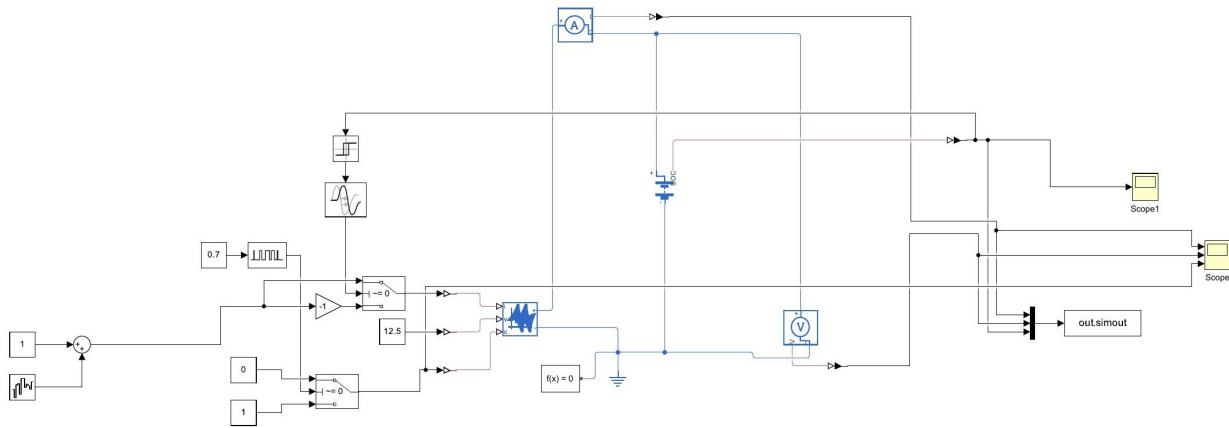 A
SOC
Scope1
0.7
~= 0
Scope
-1
12.5
V
out.simout
1
0
f(x) = 0
~= 0
1